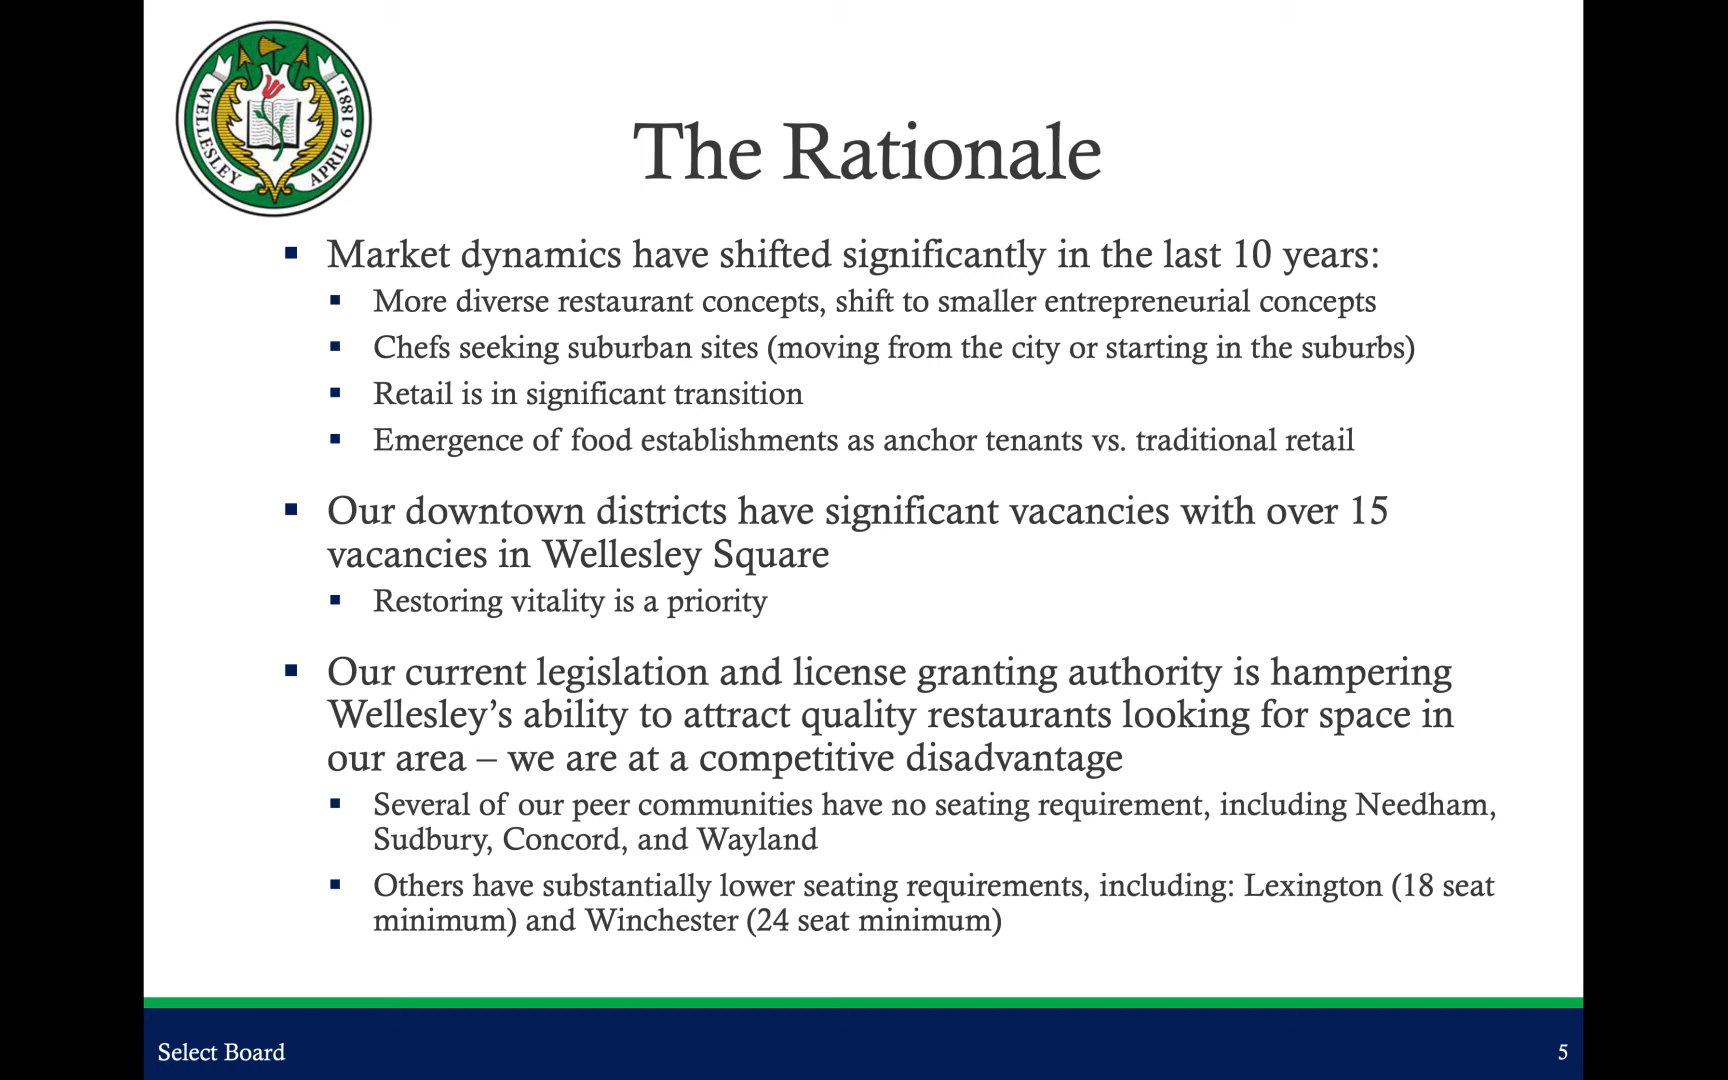 WELLESLEY
APRIL 6 1881.
The Rationale
▪ Market dynamics have shifted significantly in the last 10 years:
▪ More diverse restaurant concepts, shift to smaller entrepreneurial concepts
▪ Chefs seeking suburban sites (moving from the city or starting in the suburbs)
▪ Retail is in significant transition
▪ Emergence of food establishments as anchor tenants vs. traditional retail
▪ Our downtown districts have significant vacancies with over 15
vacancies in Wellesley Square
▪ Restoring vitality is a priority
▪ Our current legislation and license granting authority is hampering
Wellesley’s ability to attract quality restaurants looking for space in
our area – we are at a competitive disadvantage
▪ Several of our peer communities have no seating requirement, including Needham,
Sudbury, Concord, and Wayland
▪ Others have substantially lower seating requirements, including: Lexington (18 seat
minimum) and Winchester (24 seat minimum)
Select Board
5